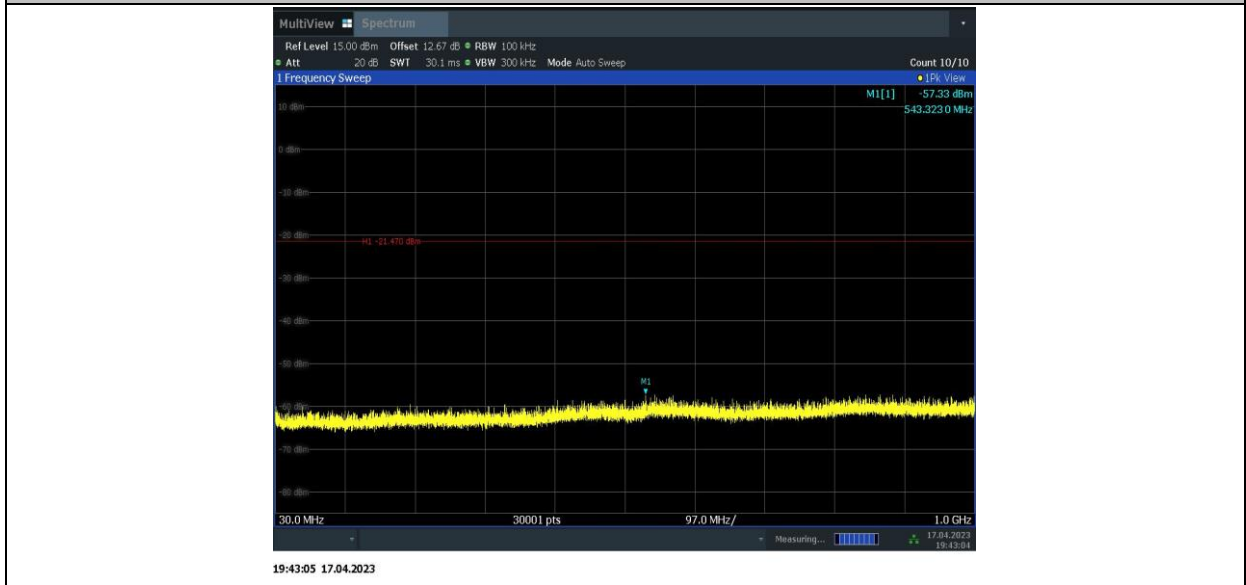 MultiView Spectrum
Ref Level 15.00 dBm Offset 12.67 dB RBW 100 kHz
Att 20 dB SWT 30.1 ms VBW 300 kHz Mode Auto Sweep Count 10/10
1 Frequency Sweep 1Pk View
M1[1] -57.33 dBm
543.3230 MHz
10 dBm
0 dBm
-10 dBm
-20 dBm
H1 -21.470 dBm
-30 dBm
-40 dBm
-50 dBm
M1
-60 dBm
-70 dBm
-80 dBm
30.0 MHz 30001 pts 97.0 MHz/ 1.0 GHz
Measuring... 17.04.2023
19:43:04
19:43:05 17.04.2023